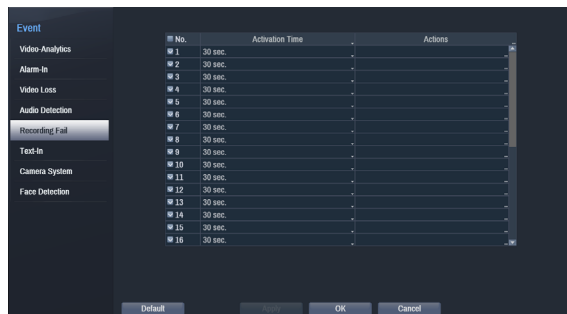 Event
Video-Analytics
Alarm-In
Video Loss
Audio Detection
Recording Fail
Text-In
Camera System
Face Detection
No. Activation Time Actions
1 30 sec.
2 30 sec.
3 30 sec.
4 30 sec.
5 30 sec.
6 30 sec.
7 30 sec.
8 30 sec.
9 30 sec.
10 30 sec.
11 30 sec.
12 30 sec.
13 30 sec.
14 30 sec.
15 30 sec.
16 30 sec.
Default Apply OK Cancel